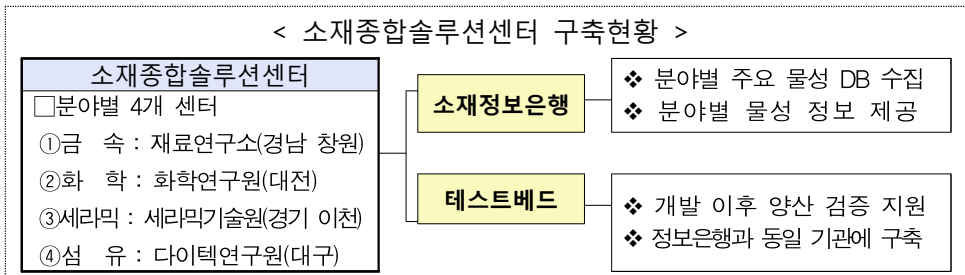 < 소재종합솔루션센터 구축현황 >
소재종합솔루션센터
□분야별 4개 센터
①금 속 : 재료연구소(경남 창원)
②화 학 : 화학연구원(대전)
③세라믹 : 세라믹기술원(경기 이천)
④섬 유 : 다이텍연구원(대구)
소재정보은행
❖ 분야별 주요 물성 DB 수집
❖ 분야별 물성 정보 제공
테스트베드
❖ 개발 이후 양산 검증 지원
❖ 정보은행과 동일 기관에 구축